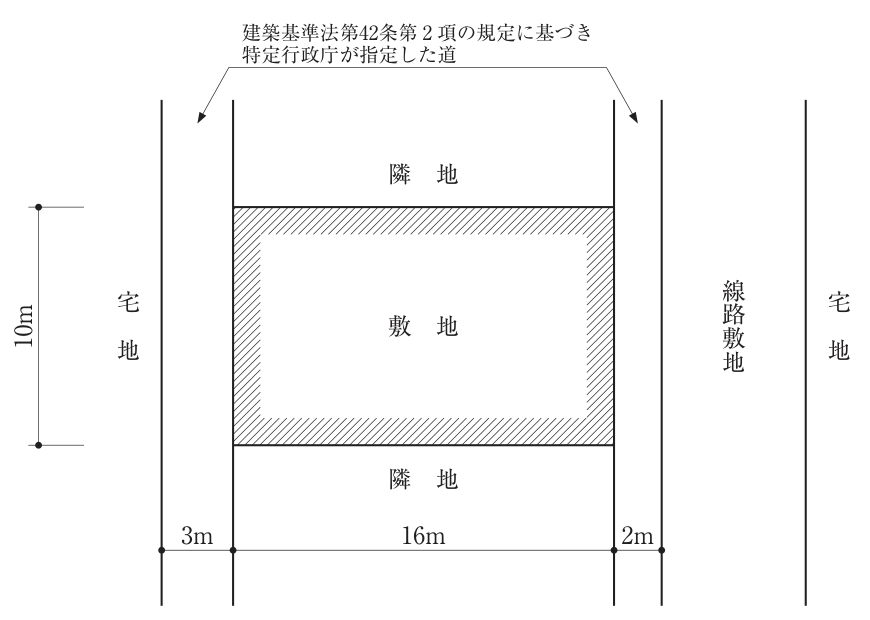 建築基準法第42条第２項の規定に基づき
特定行政庁が指定した道
隣 地
宅 地
10m
敷 地
線路敷地
宅 地
隣 地
3m
16m
2m